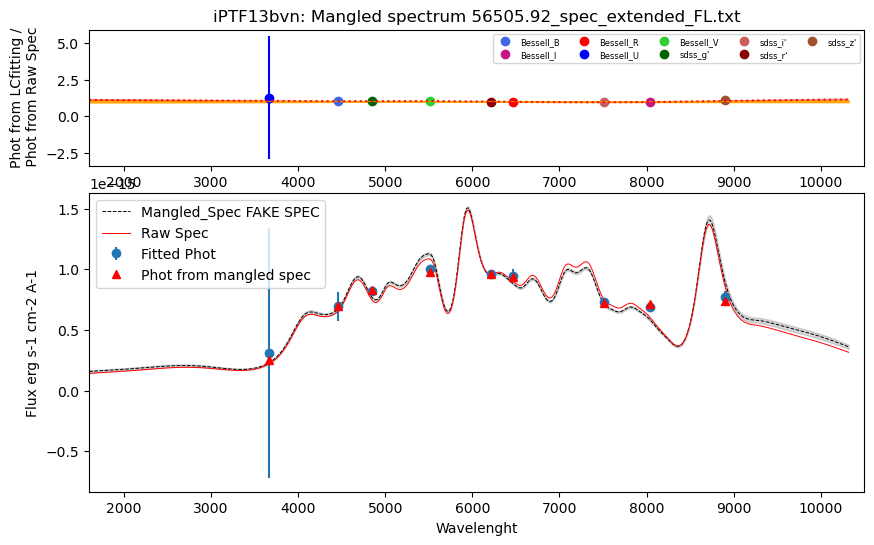 iPTF13bvn: Mangled spectrum 56505.92_spec_extended_FL.txt
Phot from LCfitting /
Phot from Raw Spec
5.0
2.5
0.0
−2.5
Bessell_B
Bessell_I
Bessell_R
Bessell_U
Bessell_V
sdss_g'
sdss_i'
sdss_r'
sdss_z'
2000 3000 4000 5000 6000 7000 8000 9000 10000
1e−15
Flux erg s-1 cm-2 A-1
1.5
1.0
0.5
0.0
−0.5
Mangled_Spec FAKE SPEC
Raw Spec
Fitted Phot
Phot from mangled spec
2000 3000 4000 5000 6000 7000 8000 9000 10000
Wavelenght